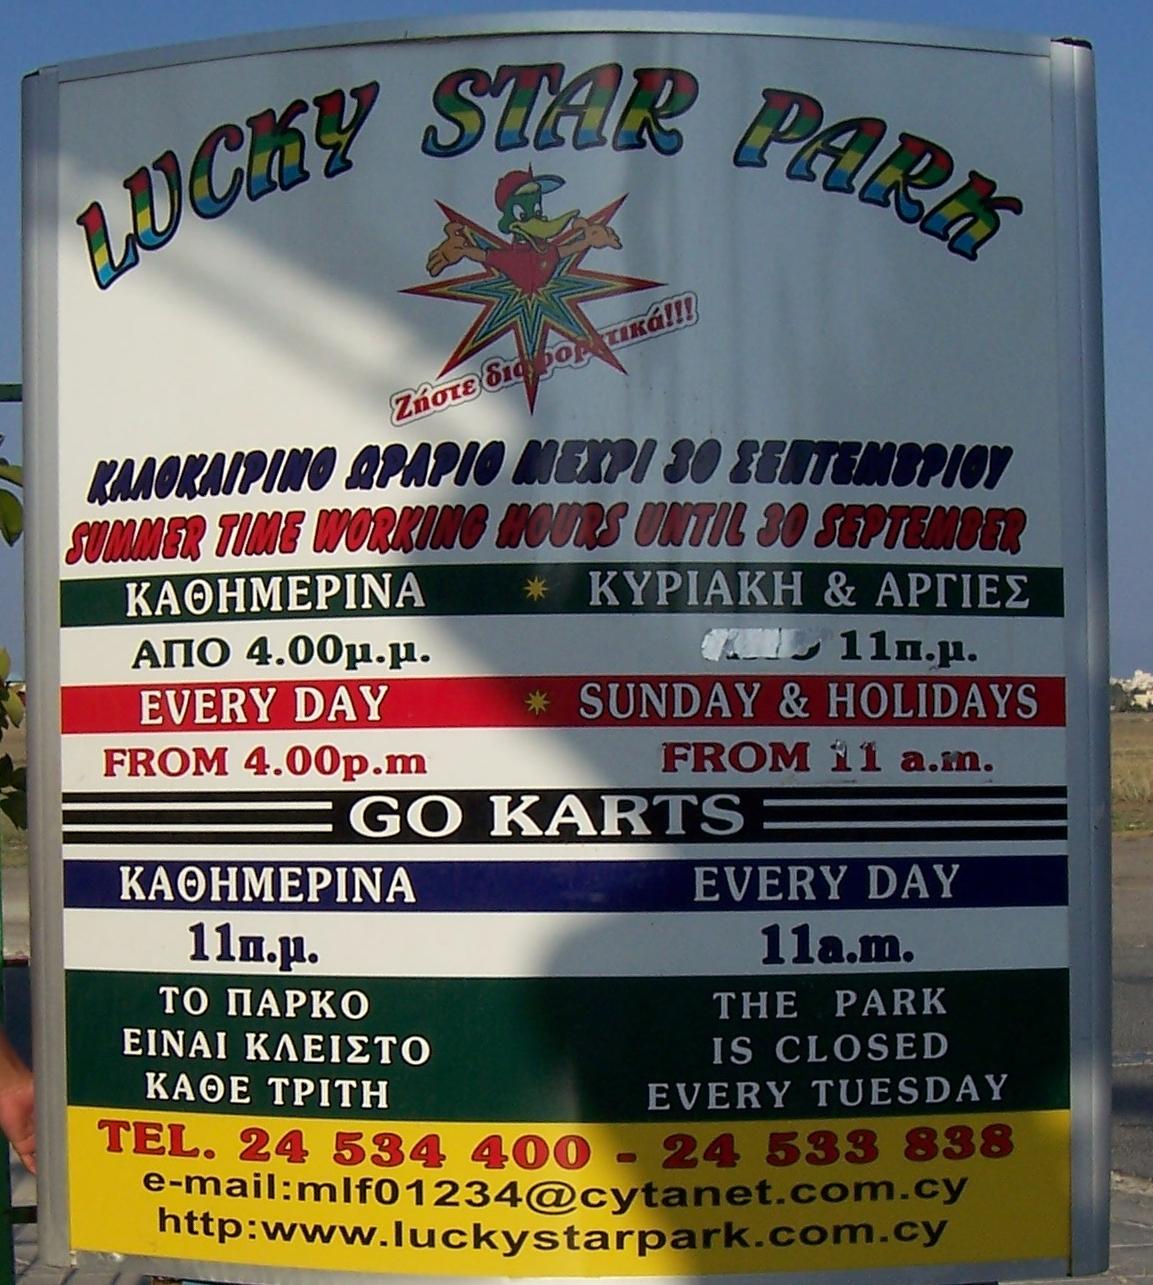 LUCKY STAR PARK
Ζήστε διαφορετικά!!!
ΚΑΛΟΚΑΙΡΙΝΟ ΩΡΑΡΙΟ ΜΕΧΡΙ 30 ΣΕΠΤΕΜΒΡΙΟΥ
SUMMER TIME WORKING HOURS UNTIL 30 SEPTEMBER
ΚΑΘΗΜΕΡΙΝΑ ΚΥΡΙΑΚΗ & ΑΡΓΙΕΣ
ΑΠΟ 4.00μ.μ. ΑΠΟ 11π.μ.
EVERY DAY SUNDAY & HOLIDAYS
FROM 4.00p.m FROM 11 a.m.
GO KARTS
ΚΑΘΗΜΕΡΙΝΑ EVERY DAY
11π.μ. 11a.m.
ΤΟ ΠΑΡΚΟ
ΕΙΝΑΙ ΚΛΕΙΣΤΟ
ΚΑΘΕ ΤΡΙΤΗ
THE PARK
IS CLOSED
EVERY TUESDAY
TEL. 24 534 400 - 24 533 838
e-mail:mlf01234@cytanet.com.cy
http:www.luckystarpark.com.cy